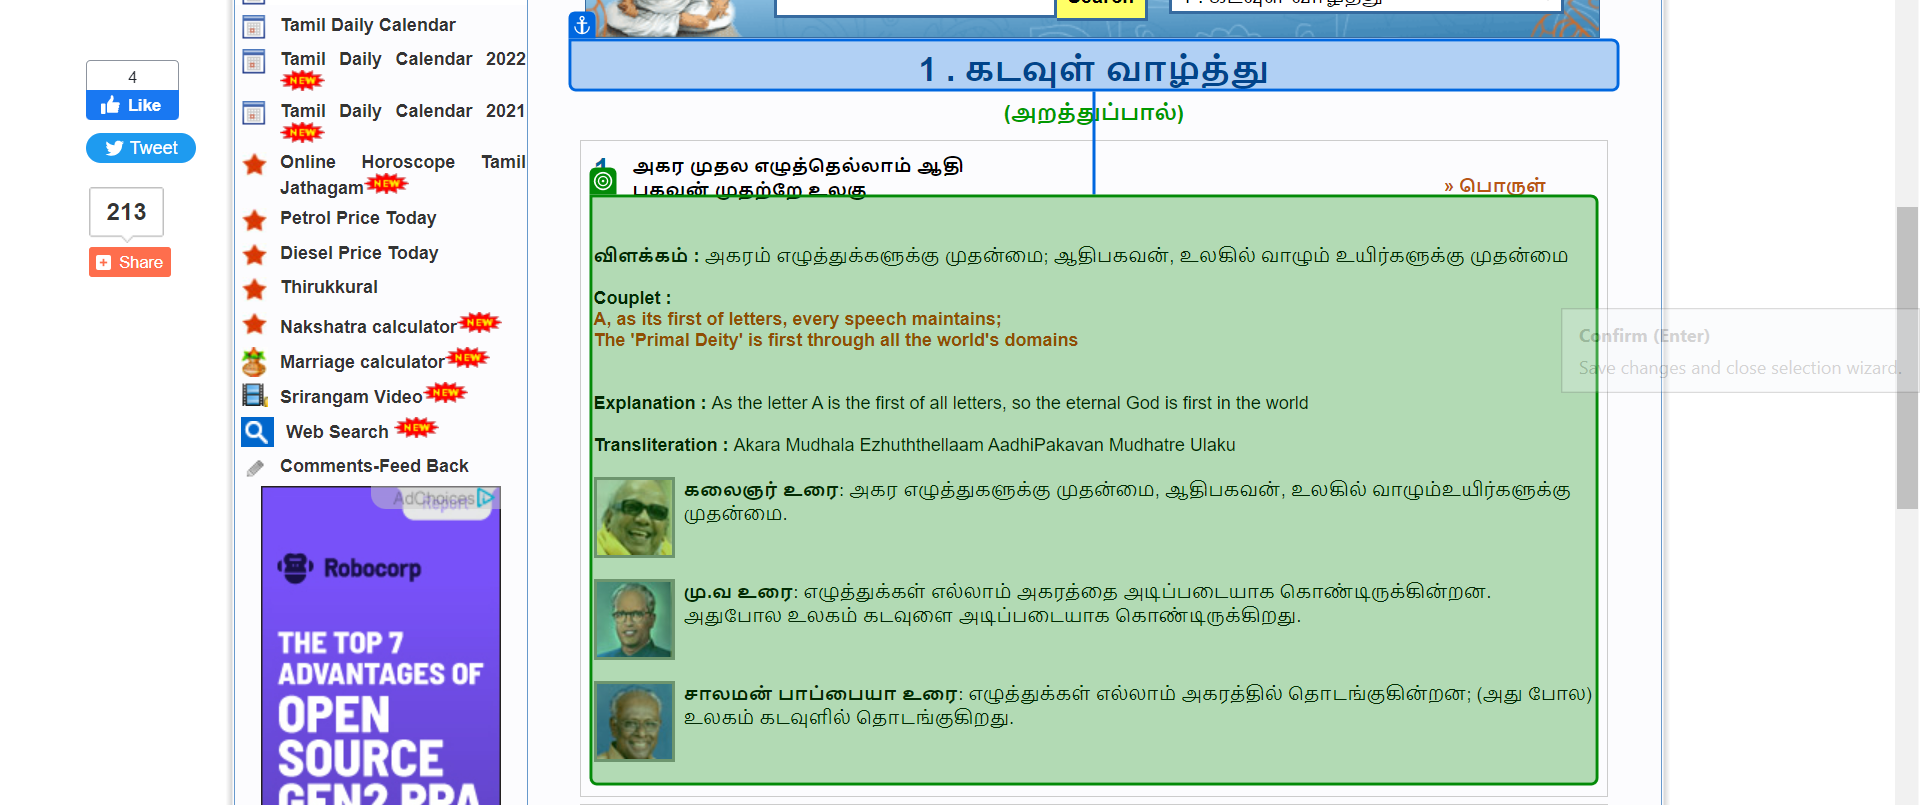 Tamil Daily Calendar
Tamil Daily Calendar 2022
NEW
Tamil Daily Calendar 2021
NEW
Online Horoscope Tamil
Jathagam NEW
Petrol Price Today
Diesel Price Today
Thirukkural
Nakshatra calculator NEW
Marriage calculator NEW
Srirangam Video NEW
Web Search NEW
Comments-Feed Back
4
Like
Tweet
213
Share
AdChoices
Report
Robocorp
THE TOP 7
ADVANTAGES OF
OPEN
SOURCE
GEN2 RPA
Search
1 . கடவுள் வாழ்த்து
1 . கடவுள் வாழ்த்து
(அறத்துப்பால்)
1
அகர முதல எழுத்தெல்லாம் ஆதி
பகவன் முதற்றே உலகு
» பொருள்
விளக்கம் : அகரம் எழுத்துக்களுக்கு முதன்மை; ஆதிபகவன், உலகில் வாழும் உயிர்களுக்கு முதன்மை
Couplet :
A, as its first of letters, every speech maintains;
The 'Primal Deity' is first through all the world's domains
Explanation : As the letter A is the first of all letters, so the eternal God is first in the world
Transliteration : Akara Mudhala Ezhuththellaam AadhiPakavan Mudhatre Ulaku
கலைஞர் உரை: அகர எழுத்துகளுக்கு முதன்மை, ஆதிபகவன், உலகில் வாழும்உயிர்களுக்கு
முதன்மை.
மு.வ உரை: எழுத்துக்கள் எல்லாம் அகரத்தை அடிப்படையாக கொண்டிருக்கின்றன.
அதுபோல உலகம் கடவுளை அடிப்படையாக கொண்டிருக்கிறது.
சாலமன் பாப்பையா உரை: எழுத்துக்கள் எல்லாம் அகரத்தில் தொடங்குகின்றன; (அது போல)
உலகம் கடவுளில் தொடங்குகிறது.
Confirm (Enter)
Save changes and close selection wizard.